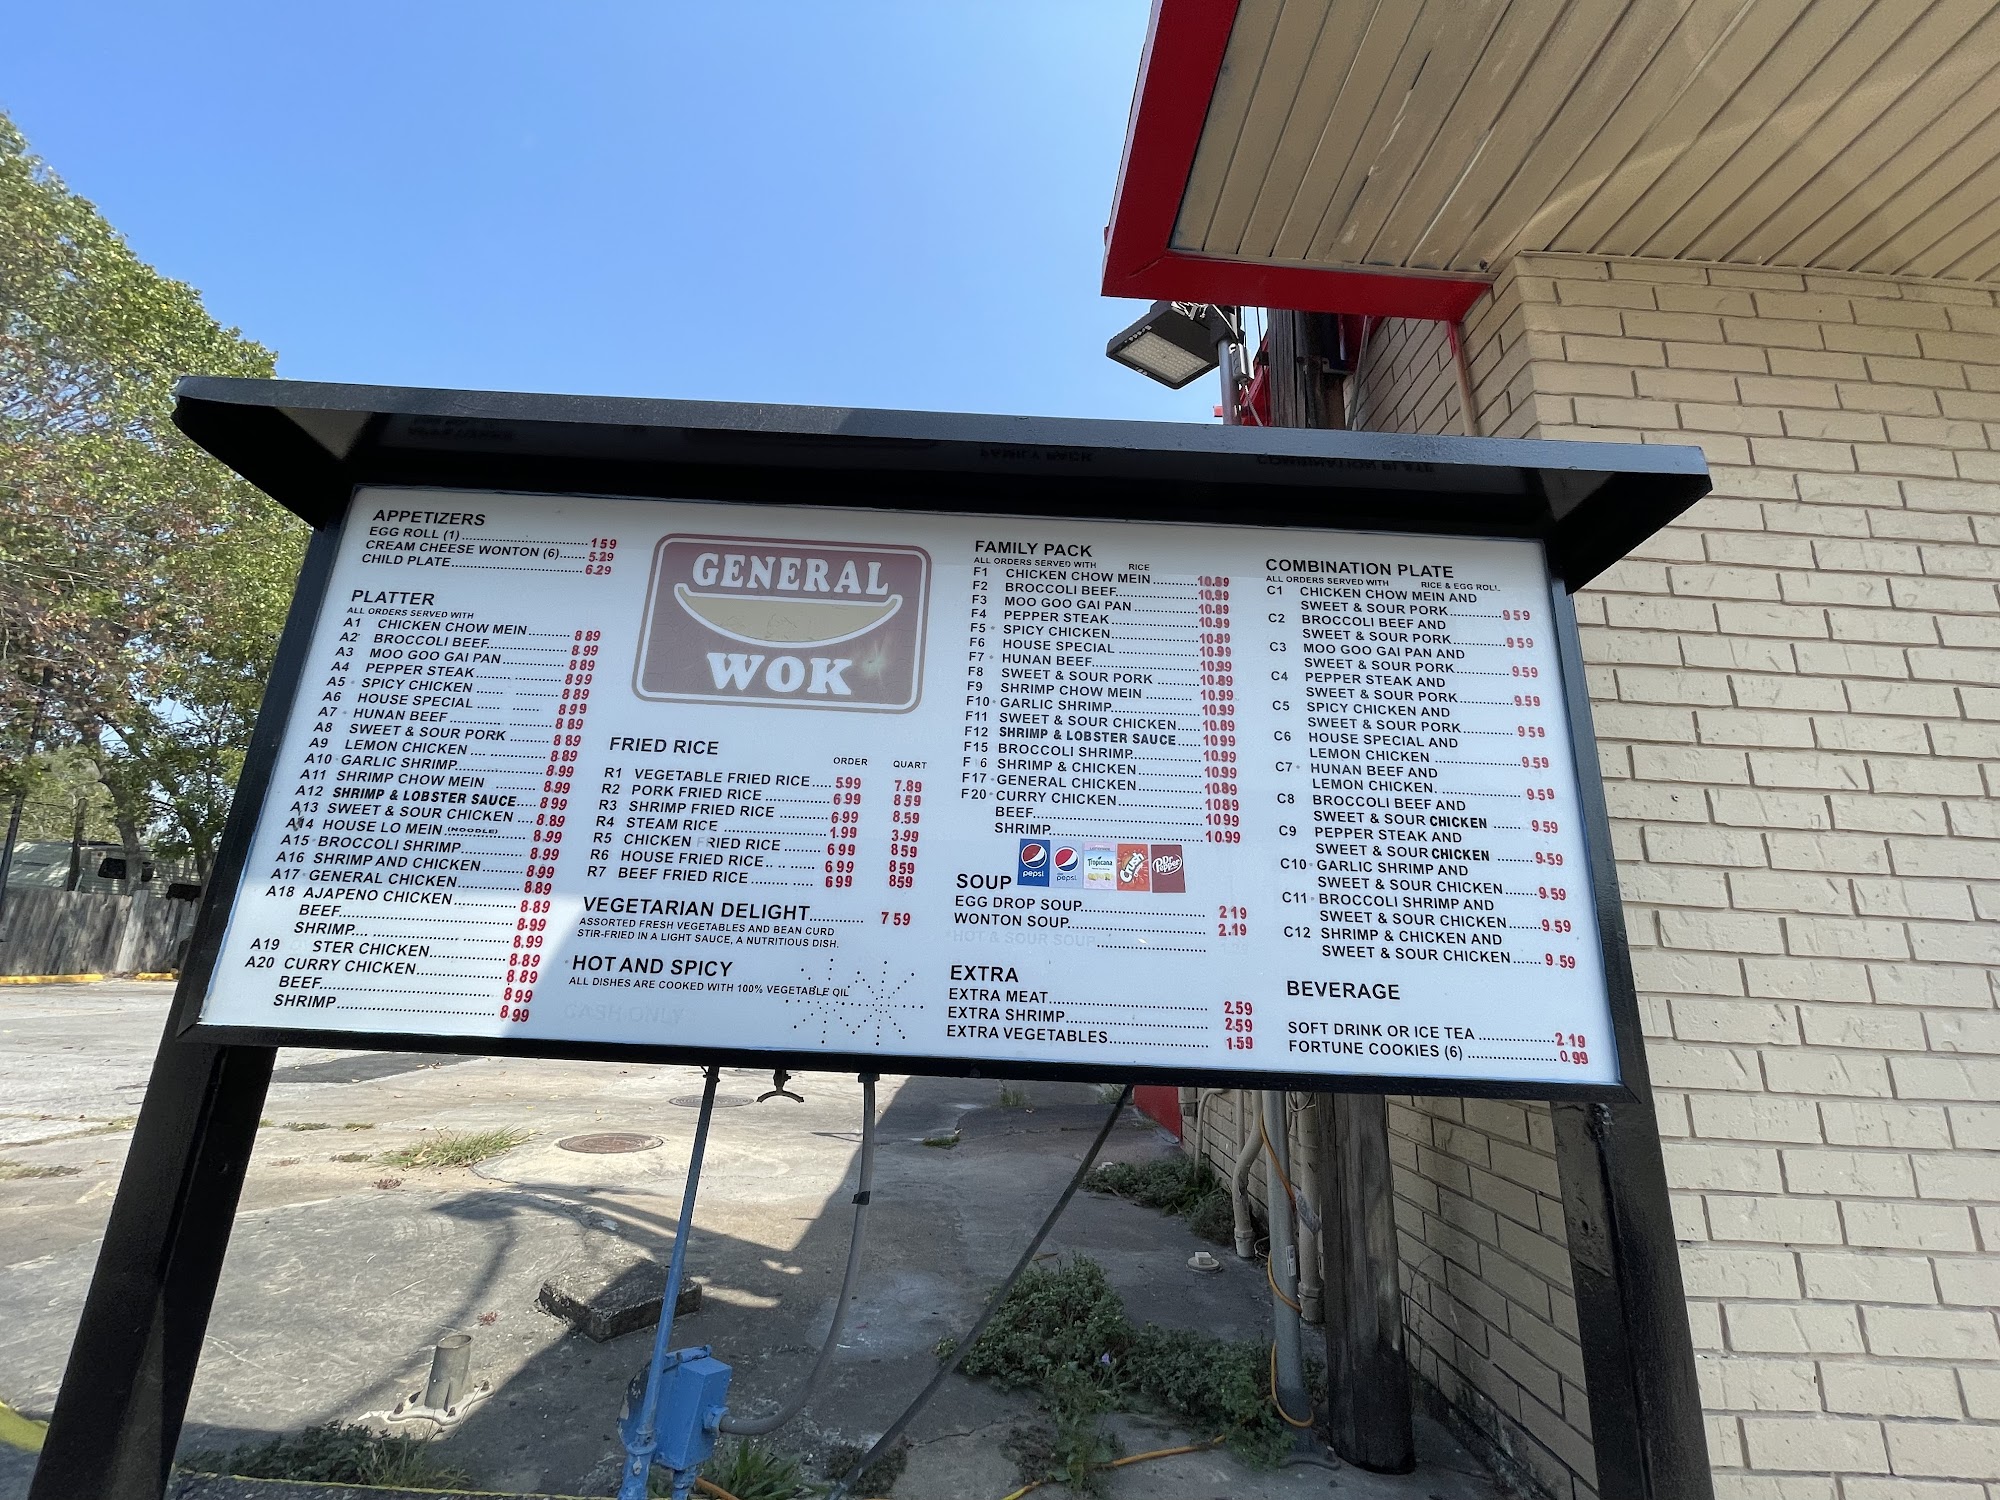 APPETIZERS
EGG ROLL (1) 1.59
CREAM CHEESE WONTON (6) 5.29
CHILD PLATE 6.29
PLATTER
ALL ORDERS SERVED WITH
A1 CHICKEN CHOW MEIN 8.89
A2 BROCCOLI BEEF 8.99
A3 MOO GOO GAI PAN 8.89
A4 PEPPER STEAK 8.99
A5 SPICY CHICKEN 8.89
A6 HOUSE SPECIAL 8.99
A7 HUNAN BEEF 8.89
A8 SWEET & SOUR PORK 8.89
A9 LEMON CHICKEN 8.89
A10 GARLIC SHRIMP 8.99
A11 SHRIMP CHOW MEIN 8.99
A12 SHRIMP & LOBSTER SAUCE 8.99
A13 SWEET & SOUR CHICKEN 8.89
A14 HOUSE LO MEIN (NOODLE) 8.99
A15 BROCCOLI SHRIMP 8.99
A16 SHRIMP AND CHICKEN 8.99
A17 GENERAL CHICKEN 8.89
A18 AJAPENO CHICKEN 8.89
BEEF 8.99
SHRIMP 8.99
A19 STER CHICKEN 8.89
A20 CURRY CHICKEN 8.89
BEEF 8.99
SHRIMP 8.99
GENERAL
WOK
FRIED RICE
ORDER QUART
R1 VEGETABLE FRIED RICE 5.99 7.89
R2 PORK FRIED RICE 6.99 8.59
R3 SHRIMP FRIED RICE 6.99 8.59
R4 STEAM RICE 1.99 3.99
R5 CHICKEN FRIED RICE 6.99 8.59
R6 HOUSE FRIED RICE 6.99 8.59
R7 BEEF FRIED RICE 6.99 8.59
VEGETARIAN DELIGHT 7.59
ASSORTED FRESH VEGETABLES AND BEAN CURD
STIR-FRIED IN A LIGHT SAUCE, A NUTRITIOUS DISH.
HOT AND SPICY
ALL DISHES ARE COOKED WITH 100% VEGETABLE OIL
CASH ONLY
FAMILY PACK
ALL ORDERS SERVED WITH RICE
F1 CHICKEN CHOW MEIN 10.89
F2 BROCCOLI BEEF 10.99
F3 MOO GOO GAI PAN 10.89
F4 PEPPER STEAK 10.99
F5 SPICY CHICKEN 10.89
F6 HOUSE SPECIAL 10.99
F7 HUNAN BEEF 10.99
F8 SWEET & SOUR PORK 10.89
F9 SHRIMP CHOW MEIN 10.99
F10 GARLIC SHRIMP 10.99
F11 SWEET & SOUR CHICKEN 10.89
F12 SHRIMP & LOBSTER SAUCE 10.99
F15 BROCCOLI SHRIMP 10.99
F 6 SHRIMP & CHICKEN 10.99
F17 GENERAL CHICKEN 10.89
F20 CURRY CHICKEN 10.89
BEEF 10.99
SHRIMP 10.99
pepsi pepsi Tropicana Crush Dr Pepper
SOUP
EGG DROP SOUP 2.19
WONTON SOUP 2.19
HOT & SOUR SOUP
EXTRA
EXTRA MEAT 2.59
EXTRA SHRIMP 2.59
EXTRA VEGETABLES 1.59
COMBINATION PLATE
ALL ORDERS SERVED WITH RICE & EGG ROLL
C1 CHICKEN CHOW MEIN AND
SWEET & SOUR PORK 9.59
C2 BROCCOLI BEEF AND
SWEET & SOUR PORK 9.59
C3 MOO GOO GAI PAN AND
SWEET & SOUR PORK 9.59
C4 PEPPER STEAK AND
SWEET & SOUR PORK 9.59
C5 SPICY CHICKEN AND
SWEET & SOUR PORK 9.59
C6 HOUSE SPECIAL AND
LEMON CHICKEN 9.59
C7 HUNAN BEEF AND
LEMON CHICKEN 9.59
C8 BROCCOLI BEEF AND
SWEET & SOUR CHICKEN 9.59
C9 PEPPER STEAK AND
SWEET & SOUR CHICKEN 9.59
C10 GARLIC SHRIMP AND
SWEET & SOUR CHICKEN 9.59
C11 BROCCOLI SHRIMP AND
SWEET & SOUR CHICKEN 9.59
C12 SHRIMP & CHICKEN AND
SWEET & SOUR CHICKEN 9.59
BEVERAGE
SOFT DRINK OR ICE TEA 2.19
FORTUNE COOKIES (6) 0.99